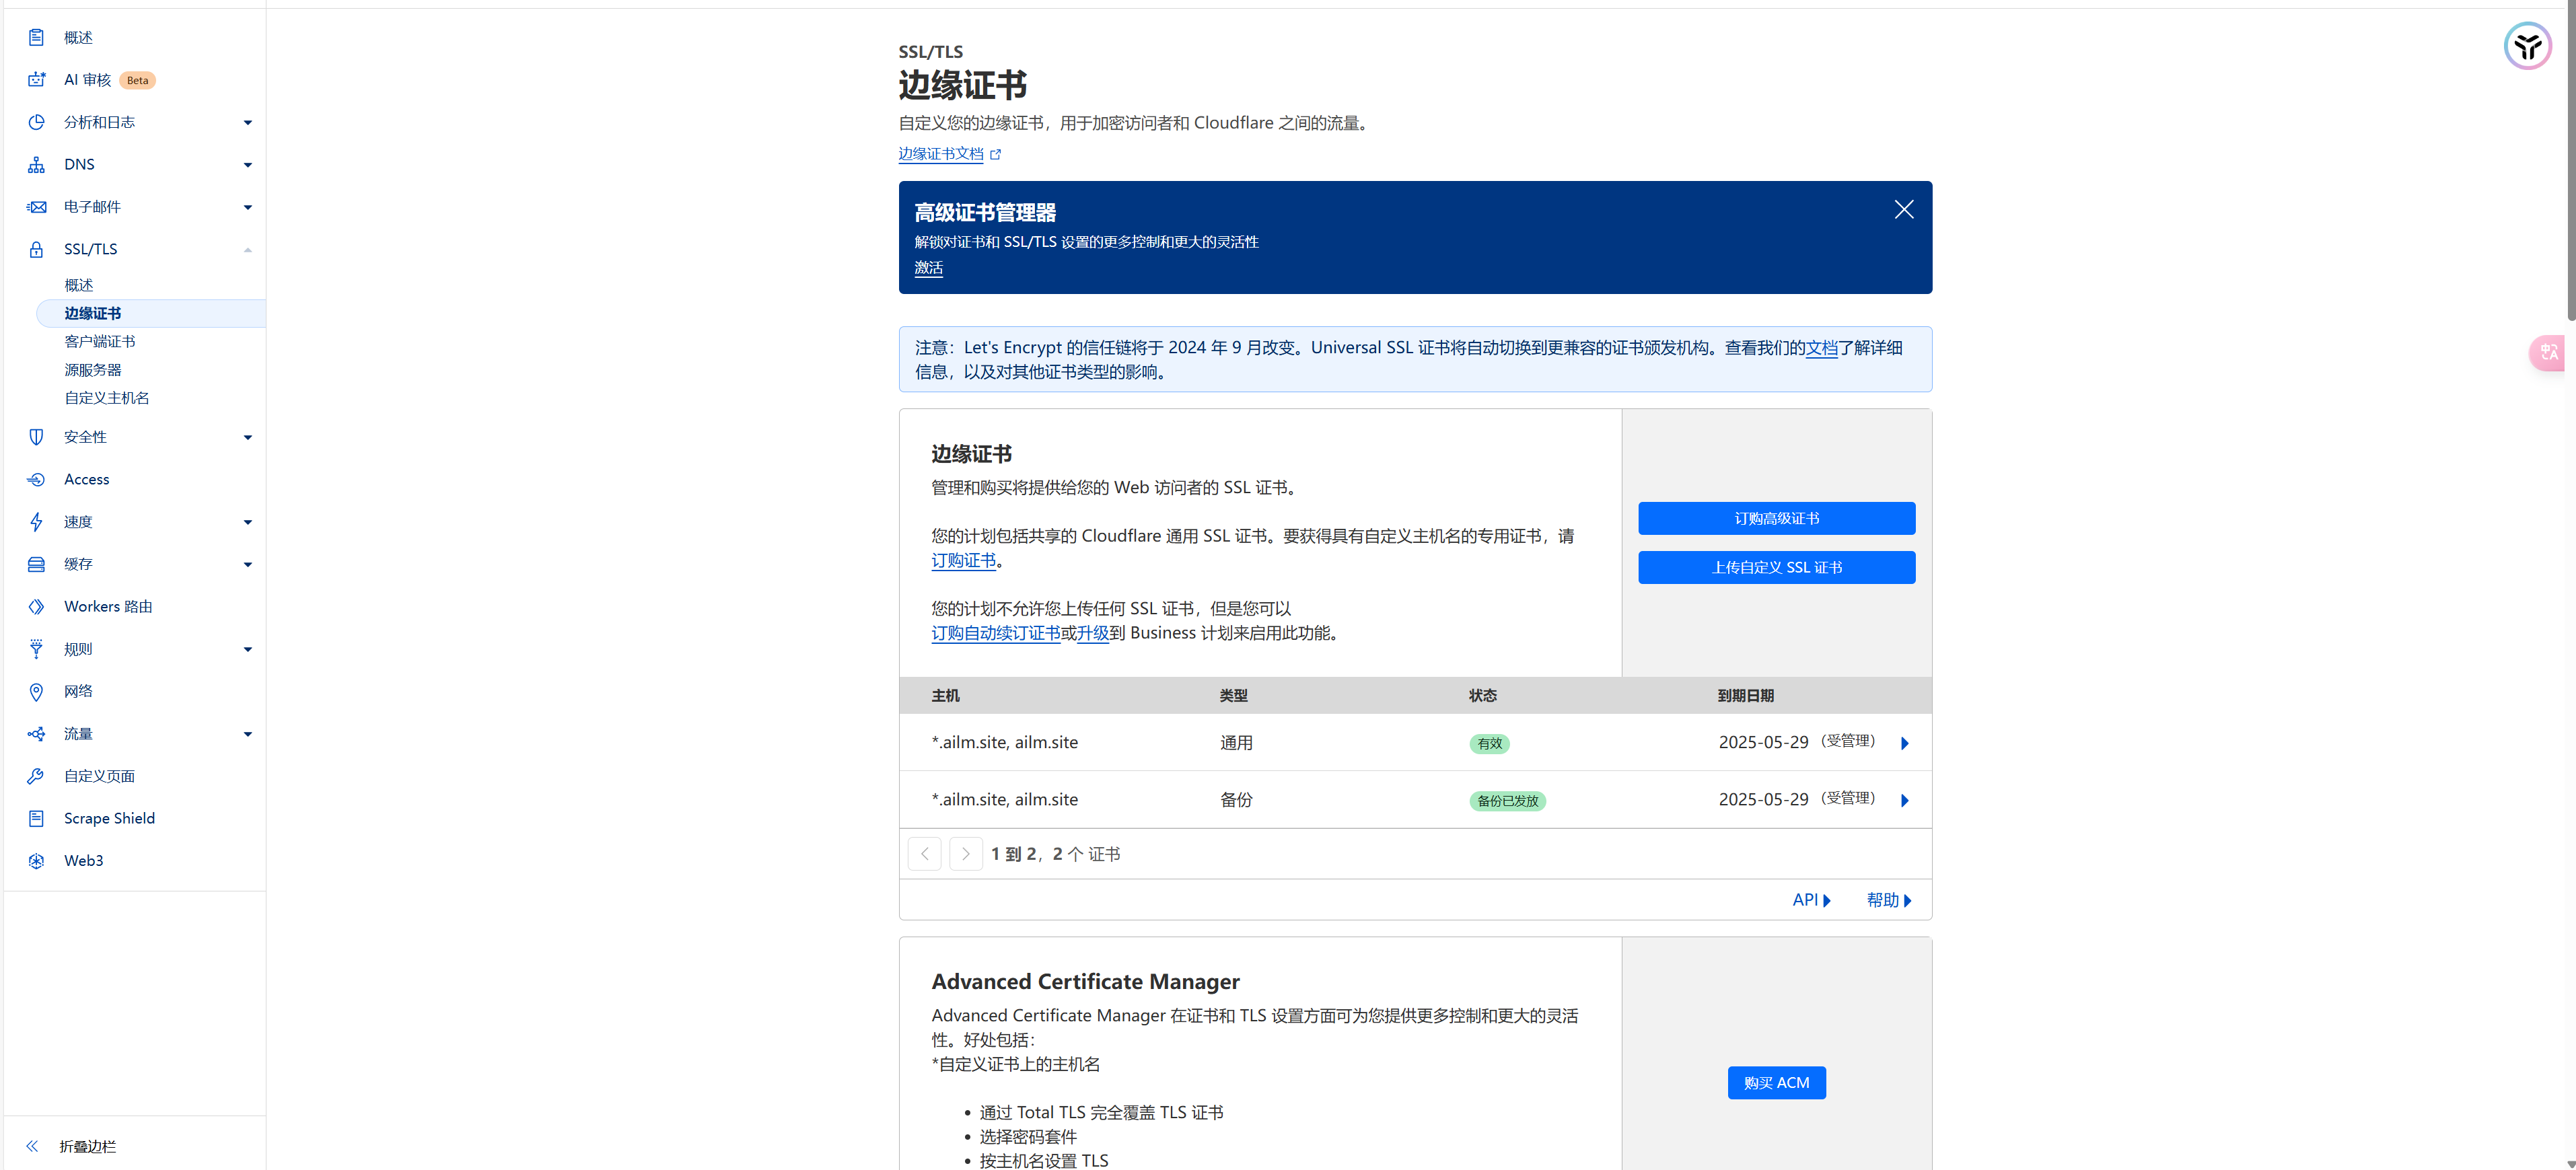 概述
AI 审核 Beta
分析和日志
DNS
电子邮件
SSL/TLS
概述
边缘证书
客户端证书
源服务器
自定义主机名
安全性
Access
速度
缓存
Workers 路由
规则
网络
流量
自定义页面
Scrape Shield
Web3
折叠边栏
SSL/TLS
边缘证书
自定义您的边缘证书，用于加密访问者和 Cloudflare 之间的流量。
边缘证书文档
高级证书管理器
解锁对证书和 SSL/TLS 设置的更多控制和更大的灵活性
激活
注意：Let's Encrypt 的信任链将于 2024 年 9 月改变。Universal SSL 证书将自动切换到更兼容的证书颁发机构。查看我们的文档了解详细
信息，以及对其他证书类型的影响。
边缘证书
管理和购买将提供给您的 Web 访问者的 SSL 证书。
您的计划包括共享的 Cloudflare 通用 SSL 证书。要获得具有自定义主机名的专用证书，请
订购证书。
您的计划不允许您上传任何 SSL 证书，但是您可以
订购自动续订证书或升级到 Business 计划来启用此功能。
订购高级证书
上传自定义 SSL 证书
主机 类型 状态 到期日期
*.ailm.site, ailm.site 通用 有效 2025-05-29 （受管理）
*.ailm.site, ailm.site 备份 备份已发放 2025-05-29 （受管理）
1 到 2，2 个 证书
API 帮助
Advanced Certificate Manager
Advanced Certificate Manager 在证书和 TLS 设置方面可为您提供更多控制和更大的灵活
性。好处包括：
*自定义证书上的主机名
• 通过 Total TLS 完全覆盖 TLS 证书
• 选择密码套件
• 按主机名设置 TLS
购买 ACM